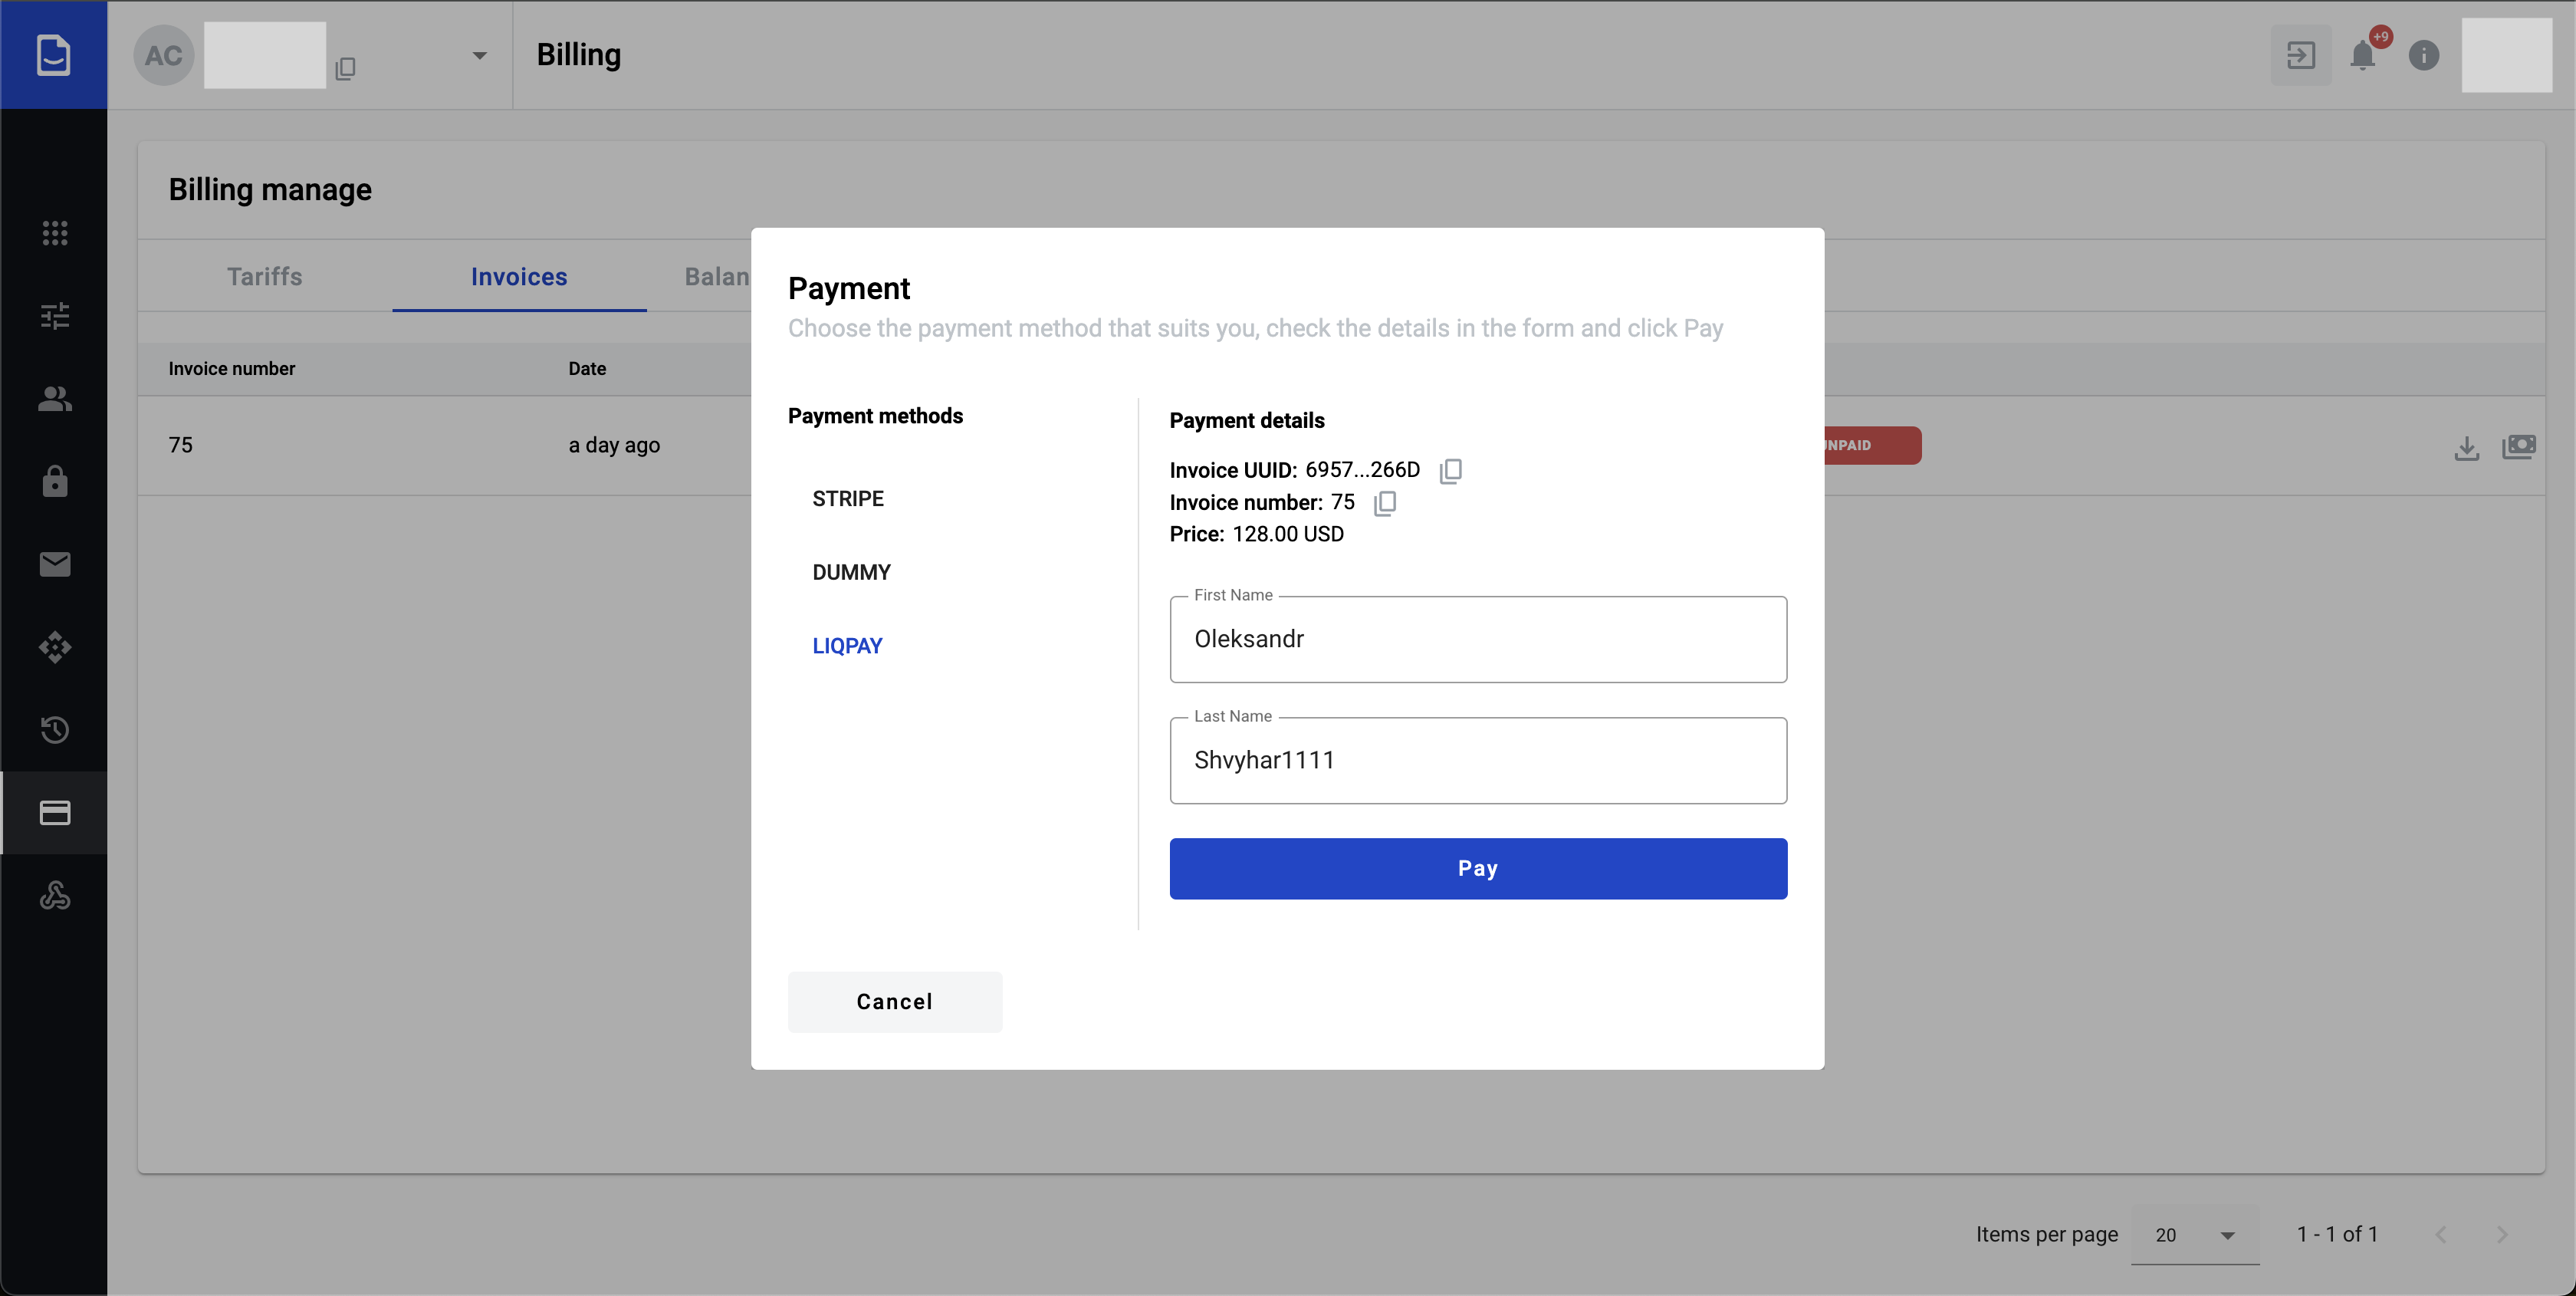 AC
Billing
+9
Billing manage
Tariffs
Invoices
Balan
Invoice number
Date
75
a day ago
NPAID
Payment
Choose the payment method that suits you, check the details in the form and click Pay
Payment methods
STRIPE
DUMMY
LIQPAY
Payment details
Invoice UUID: 6957...266D
Invoice number: 75
Price: 128.00 USD
First Name
Oleksandr
Last Name
Shvyhar1111
Pay
Cancel
Items per page
20
1 - 1 of 1